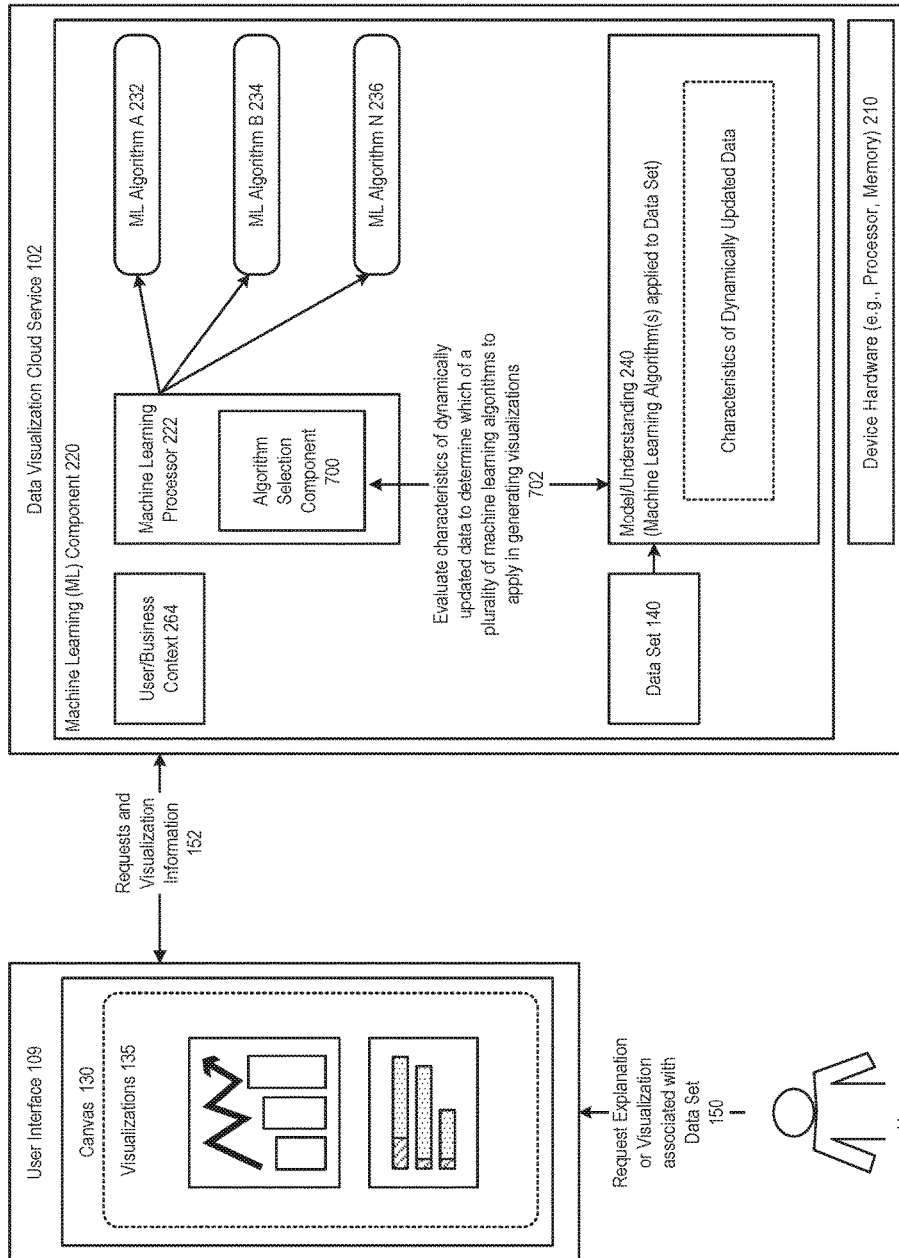 User Interface 109
Canvas 130
Visualizations 135
Request Explanation
or Visualization
associated with
Data Set
150
Requests and
Visualization
Information
152
Data Visualization Cloud Service 102
Machine Learning (ML) Component 220
User/Business
Context 264
Machine Learning
Processor 222
Algorithm
Selection
Component
700
ML Algorithm A 232
ML Algorithm B 234
ML Algorithm N 236
Evaluate characteristics of dynamically
updated data to determine which of a
plurality of machine learning algorithms to
apply in generating visualizations
702
Data Set 140
Model/Understanding 240
(Machine Learning Algorithm(s) applied to Data Set)
Characteristics of Dynamically Updated Data
Device Hardware (e.g., Processor, Memory) 210